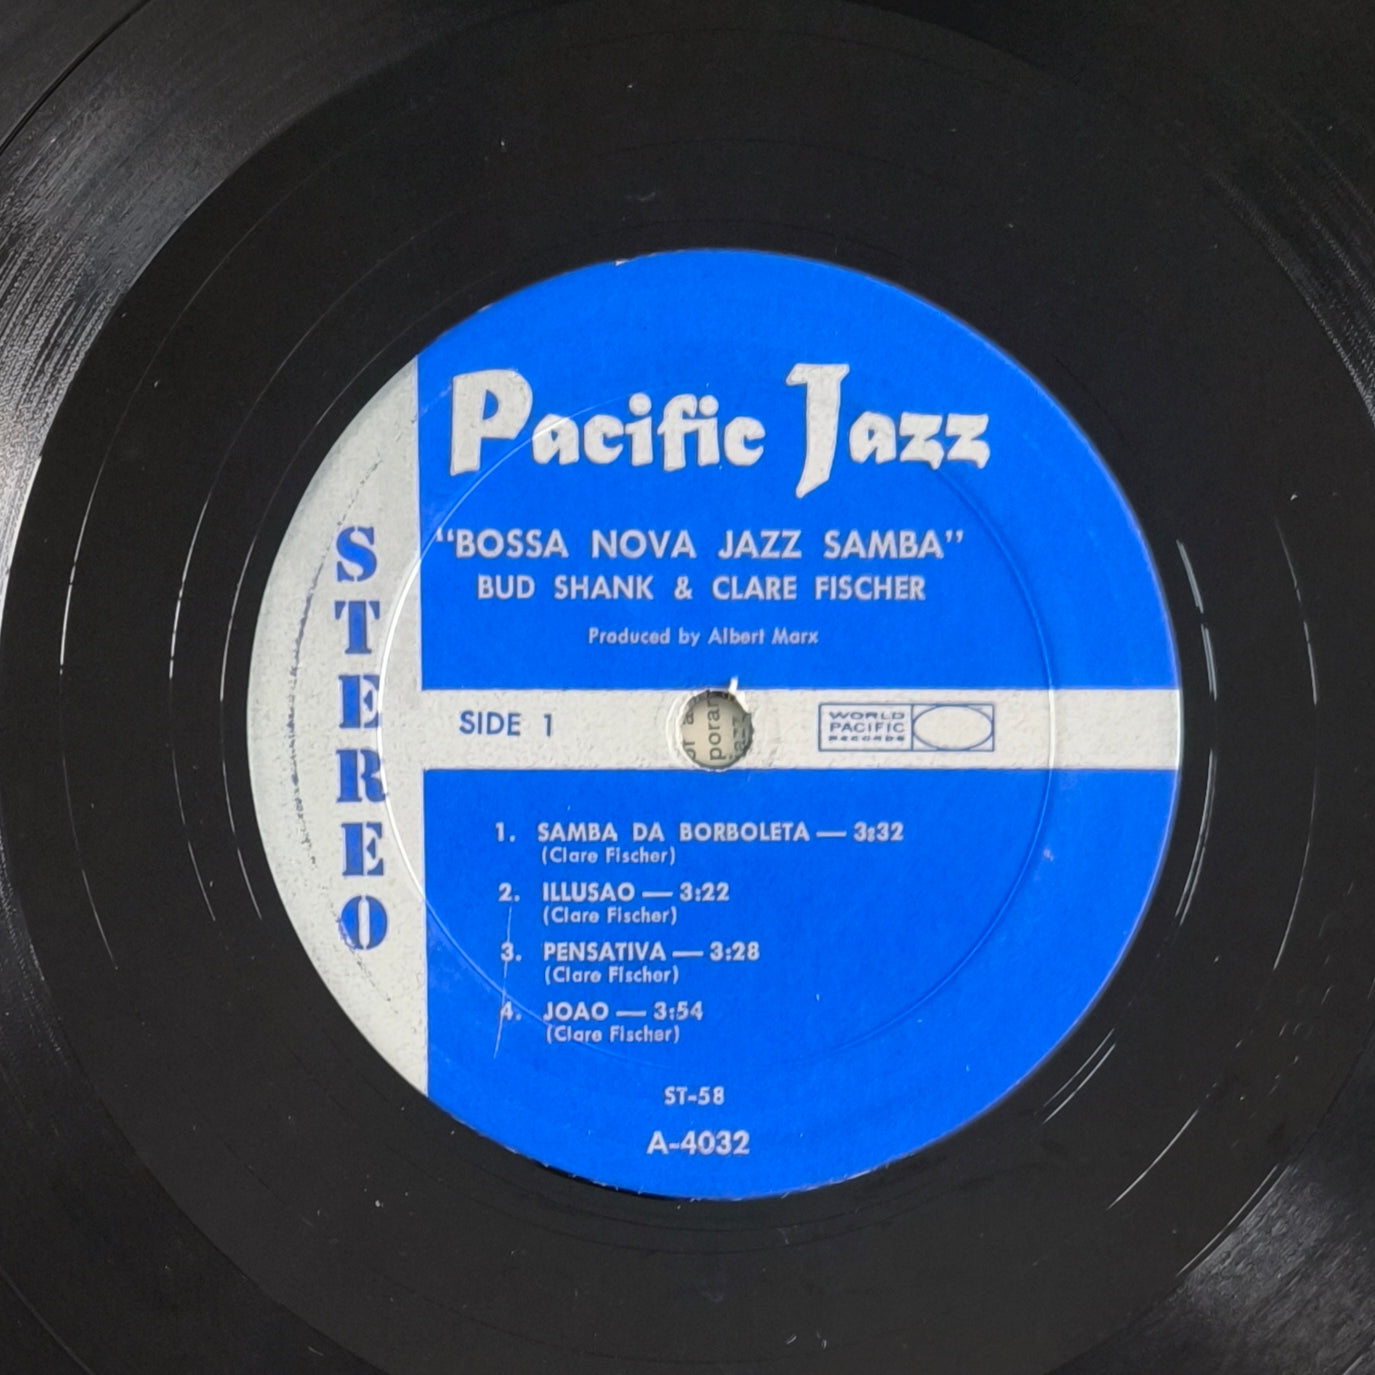 Pacific Jazz
"BOSSA NOVA JAZZ SAMBA"
BUD SHANK & CLARE FISCHER
Produced by Albert Marx
STEREO
SIDE 1
poran
jazz
WORLD
PACIFIC
RECORDS
1. SAMBA DA BORBOLETA — 3:32
(Clare Fischer)
2. ILLUSAO — 3:22
(Clare Fischer)
3. PENSATIVA — 3:28
(Clare Fischer)
4. JOAO — 3:54
(Clare Fischer)
ST-58
A-4032